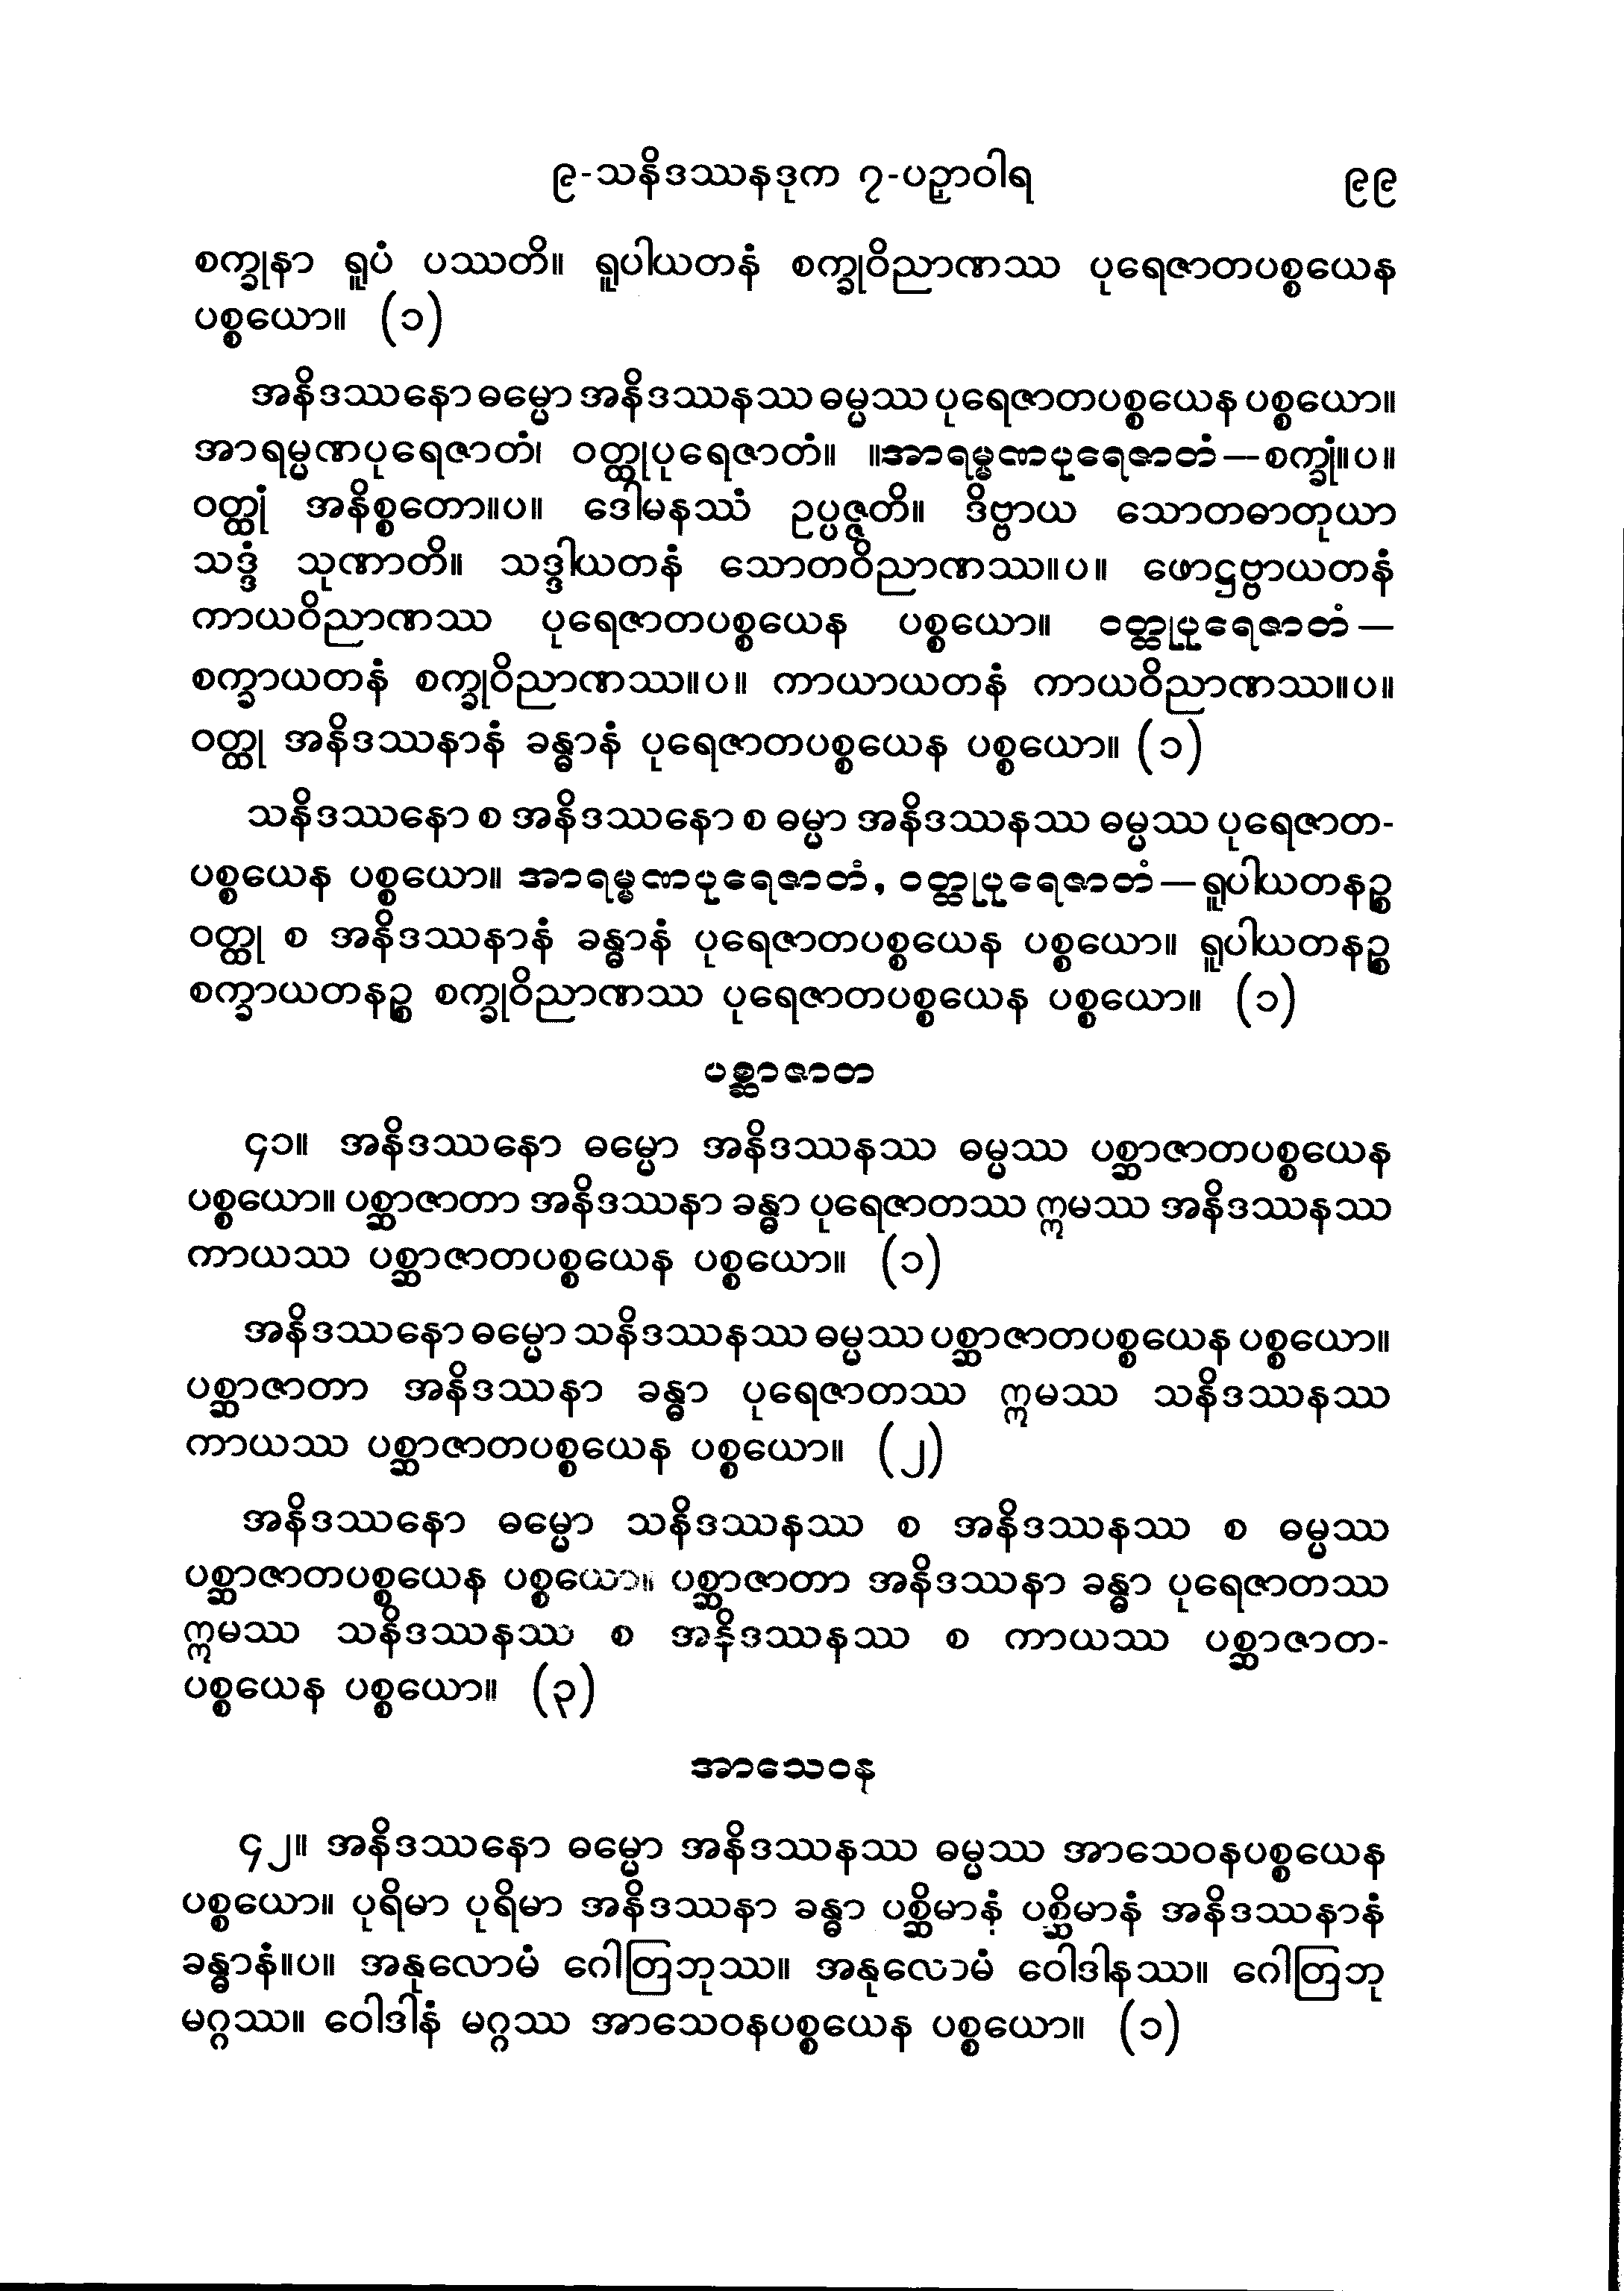 ၉-သနိဒဿနဒုက ၇-ပဉှာဝါရ ၉၉
စက္ခုနာ ရူပံ ပဿတိ။ ရူပါယတနံ စက္ခုဝိညာဏဿ ပုရေဇာတပစ္စယေန
ပစ္စယော။ (၁)
အနိဒဿနော ဓမ္မော အနိဒဿနဿ ဓမ္မဿ ပုရေဇာတပစ္စယေန ပစ္စယော။
အာရမ္မဏပုရေဇာတံ၊ ဝတ္ထုပုရေဇာတံ။ ။အာရမ္မဏပုရေဇာတံ—စက္ခုံ။ပ။
ဝတ္ထုံ အနိစ္စတော။ပ။ ဒေါမနဿံ ဥပ္ပဇ္ဇတိ။ ဒိဗ္ဗာယ သောတဓာတုယာ
သဒ္ဒံ သုဏာတိ။ သဒ္ဒါယတနံ သောတဝိညာဏဿ။ပ။ ဖောဋ္ဌဗ္ဗာယတနံ
ကာယဝိညာဏဿ ပုရေဇာတပစ္စယေန ပစ္စယော။ ဝတ္ထုပုရေဇာတံ—
စက္ခာယတနံ စက္ခုဝိညာဏဿ။ပ။ ကာယာယတနံ ကာယဝိညာဏဿ။ပ။
ဝတ္ထု အနိဒဿနာနံ ခန္ဓာနံ ပုရေဇာတပစ္စယေန ပစ္စယော။ (၁)
သနိဒဿနော စ အနိဒဿနော စ ဓမ္မာ အနိဒဿနဿ ဓမ္မဿ ပုရေဇာတ-
ပစ္စယေန ပစ္စယော။ အာရမ္မဏပုရေဇာတံ, ဝတ္ထုပုရေဇာတံ—ရူပါယတနဉ္စ
ဝတ္ထု စ အနိဒဿနာနံ ခန္ဓာနံ ပုရေဇာတပစ္စယေန ပစ္စယော။ ရူပါယတနဉ္စ
စက္ခာယတနဉ္စ စက္ခုဝိညာဏဿ ပုရေဇာတပစ္စယေန ပစ္စယော။ (၁)
ပစ္ဆာဇာတ
၄၁။ အနိဒဿနော ဓမ္မော အနိဒဿနဿ ဓမ္မဿ ပစ္ဆာဇာတပစ္စယေန
ပစ္စယော။ ပစ္ဆာဇာတာ အနိဒဿနာ ခန္ဓာ ပုရေဇာတဿ ဣမဿ အနိဒဿနဿ
ကာယဿ ပစ္ဆာဇာတပစ္စယေန ပစ္စယော။ (၁)
အနိဒဿနော ဓမ္မော သနိဒဿနဿ ဓမ္မဿ ပစ္ဆာဇာတပစ္စယေန ပစ္စယော။
ပစ္ဆာဇာတာ အနိဒဿနာ ခန္ဓာ ပုရေဇာတဿ ဣမဿ သနိဒဿနဿ
ကာယဿ ပစ္ဆာဇာတပစ္စယေန ပစ္စယော။ (၂)
အနိဒဿနော ဓမ္မော သနိဒဿနဿ စ အနိဒဿနဿ စ ဓမ္မဿ
ပစ္ဆာဇာတပစ္စယေန ပစ္စယော။ ပစ္ဆာဇာတာ အနိဒဿနာ ခန္ဓာ ပုရေဇာတဿ
ဣမဿ သနိဒဿနဿ စ အနိဒဿနဿ စ ကာယဿ ပစ္ဆာဇာတ-
ပစ္စယေန ပစ္စယော။ (၃)
အာသေဝန
၄၂။ အနိဒဿနော ဓမ္မော အနိဒဿနဿ ဓမ္မဿ အာသေဝနပစ္စယေန
ပစ္စယော။ ပုရိမာ ပုရိမာ အနိဒဿနာ ခန္ဓာ ပစ္ဆိမာနံ ပစ္ဆိမာနံ အနိဒဿနာနံ
ခန္ဓာနံ။ပ။ အနုလောမံ ဂေါတြဘုဿ။ အနုလောမံ ဝေါဒါနဿ။ ဂေါတြဘု
မဂ္ဂဿ။ ဝေါဒါနံ မဂ္ဂဿ အာသေဝနပစ္စယေန ပစ္စယော။ (၁)